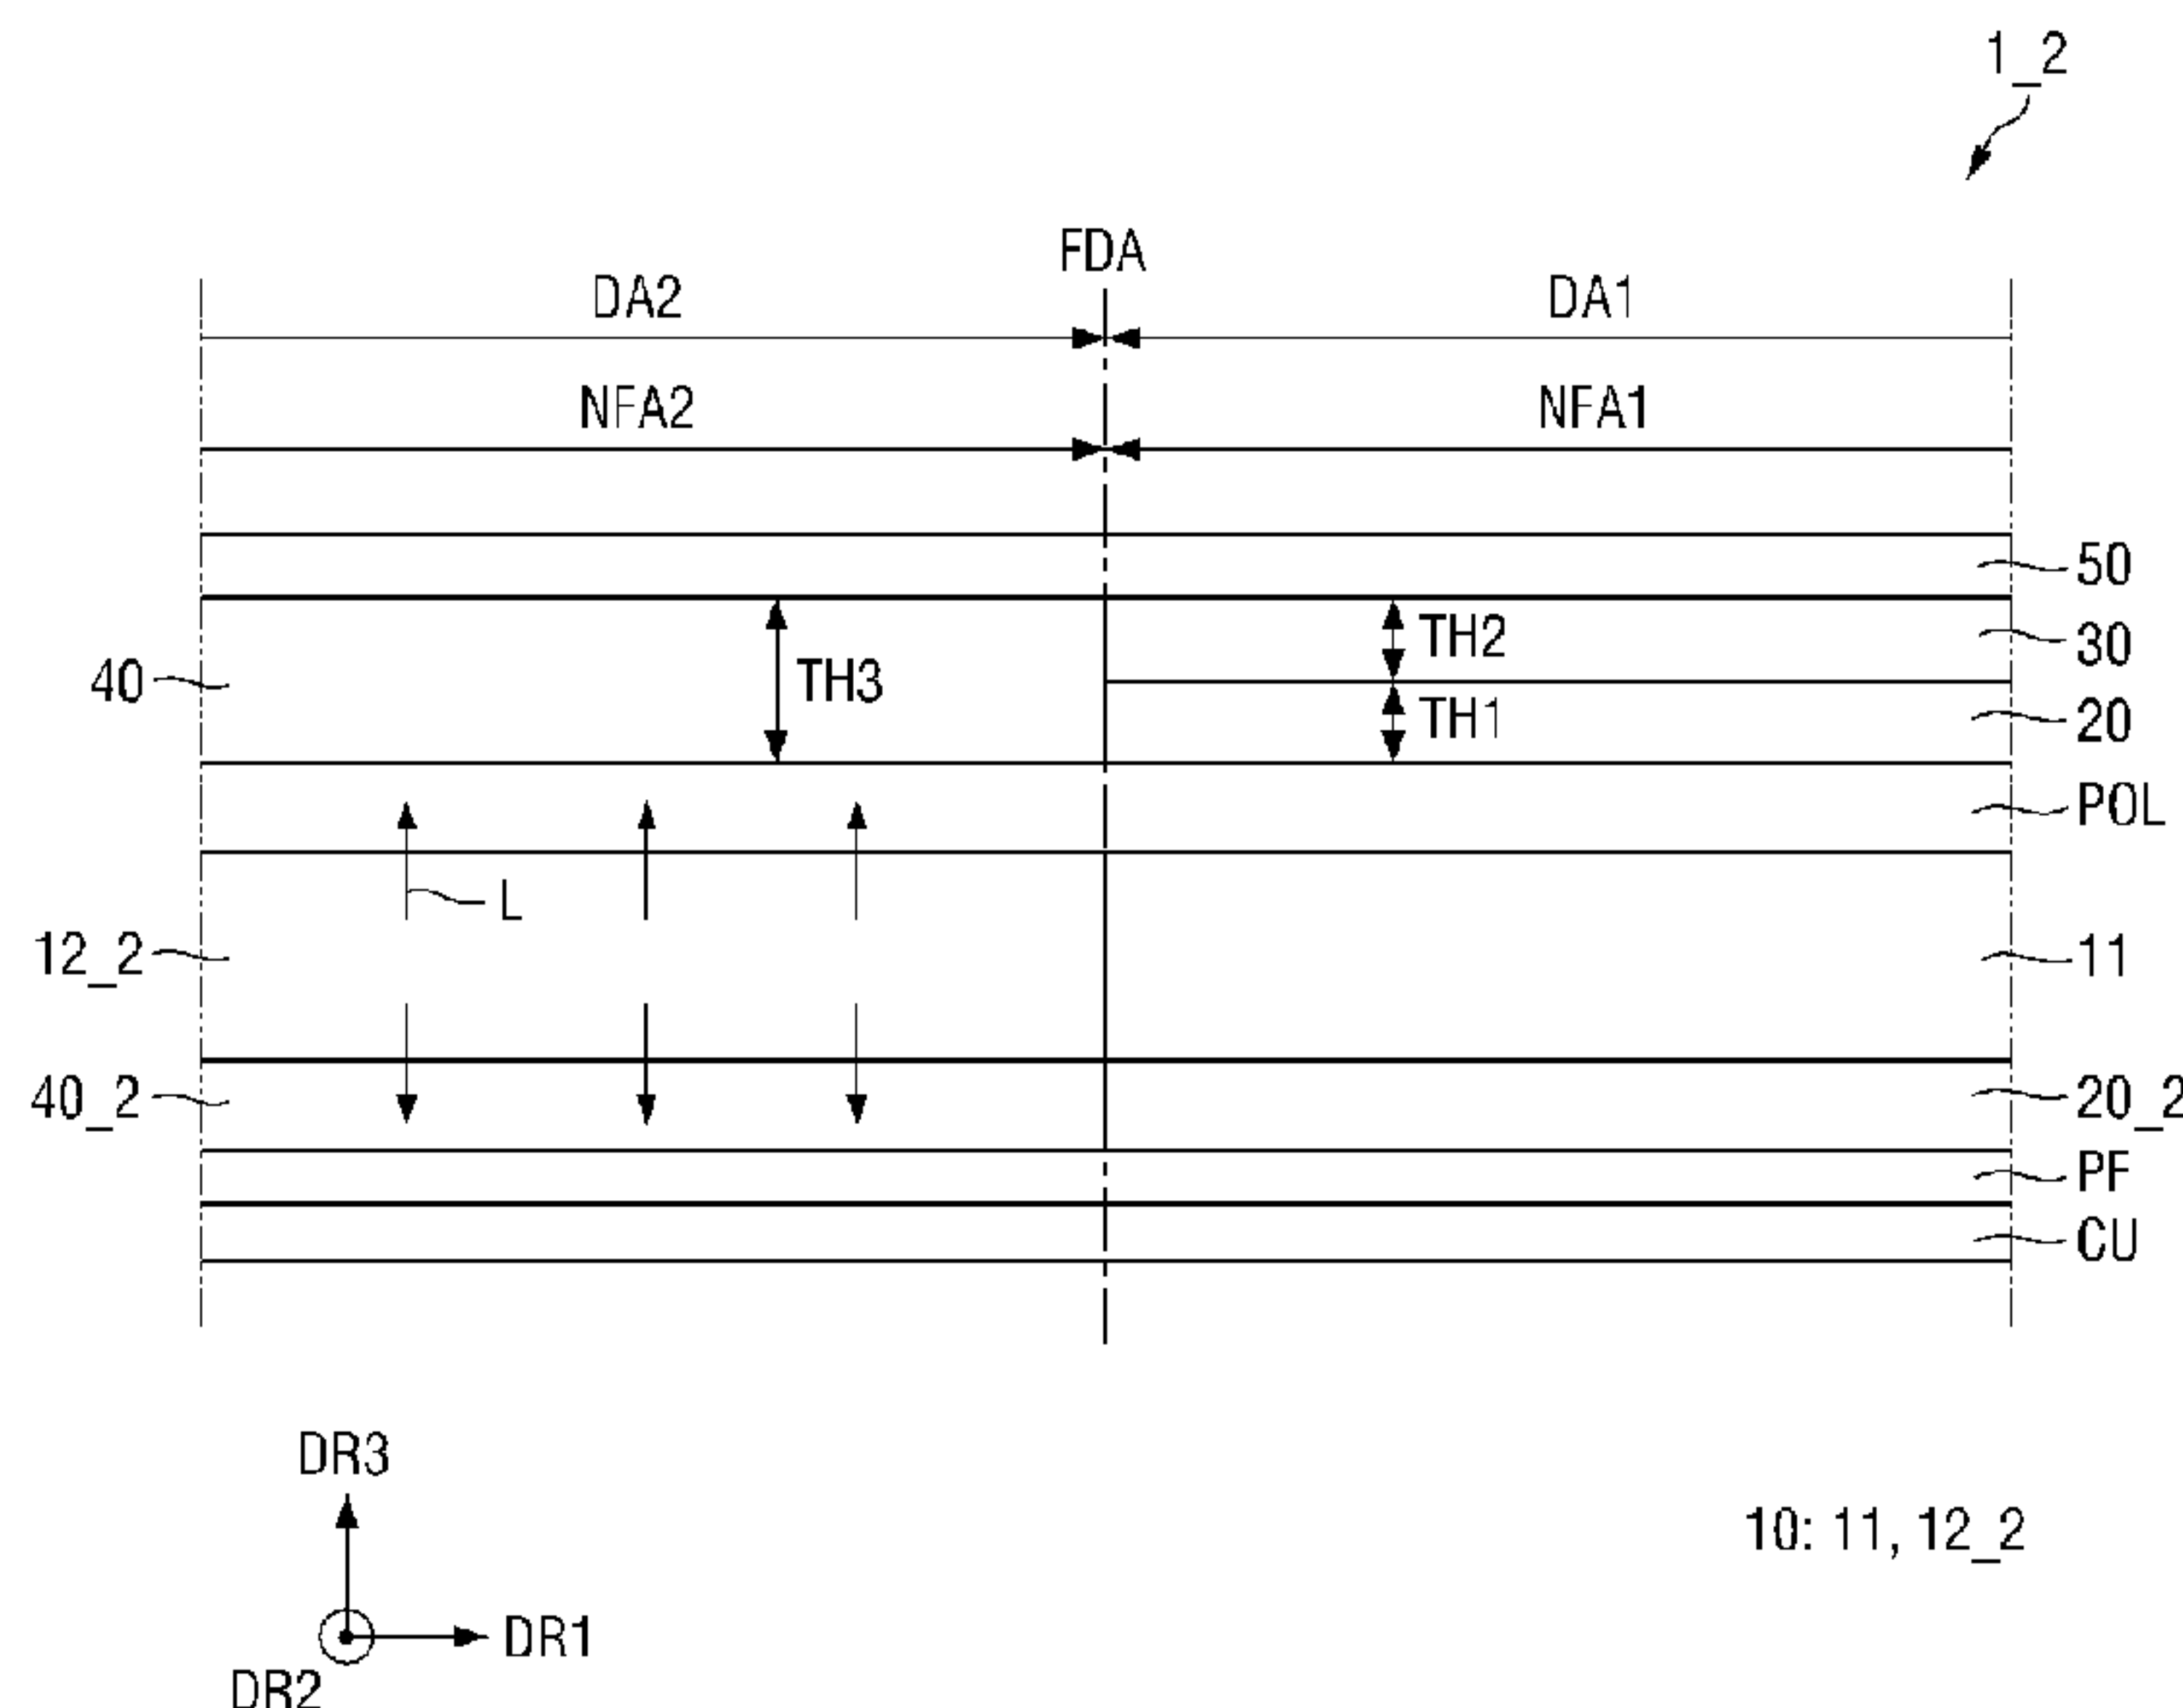 1_2
FDA
DA2
DA1
NFA2
NFA1
50
TH2
30
40
TH3
TH1
20
POL
L
12_2
11
40_2
20_2
PF
CU
DR3
10: 11, 12_2
DR1
DR2